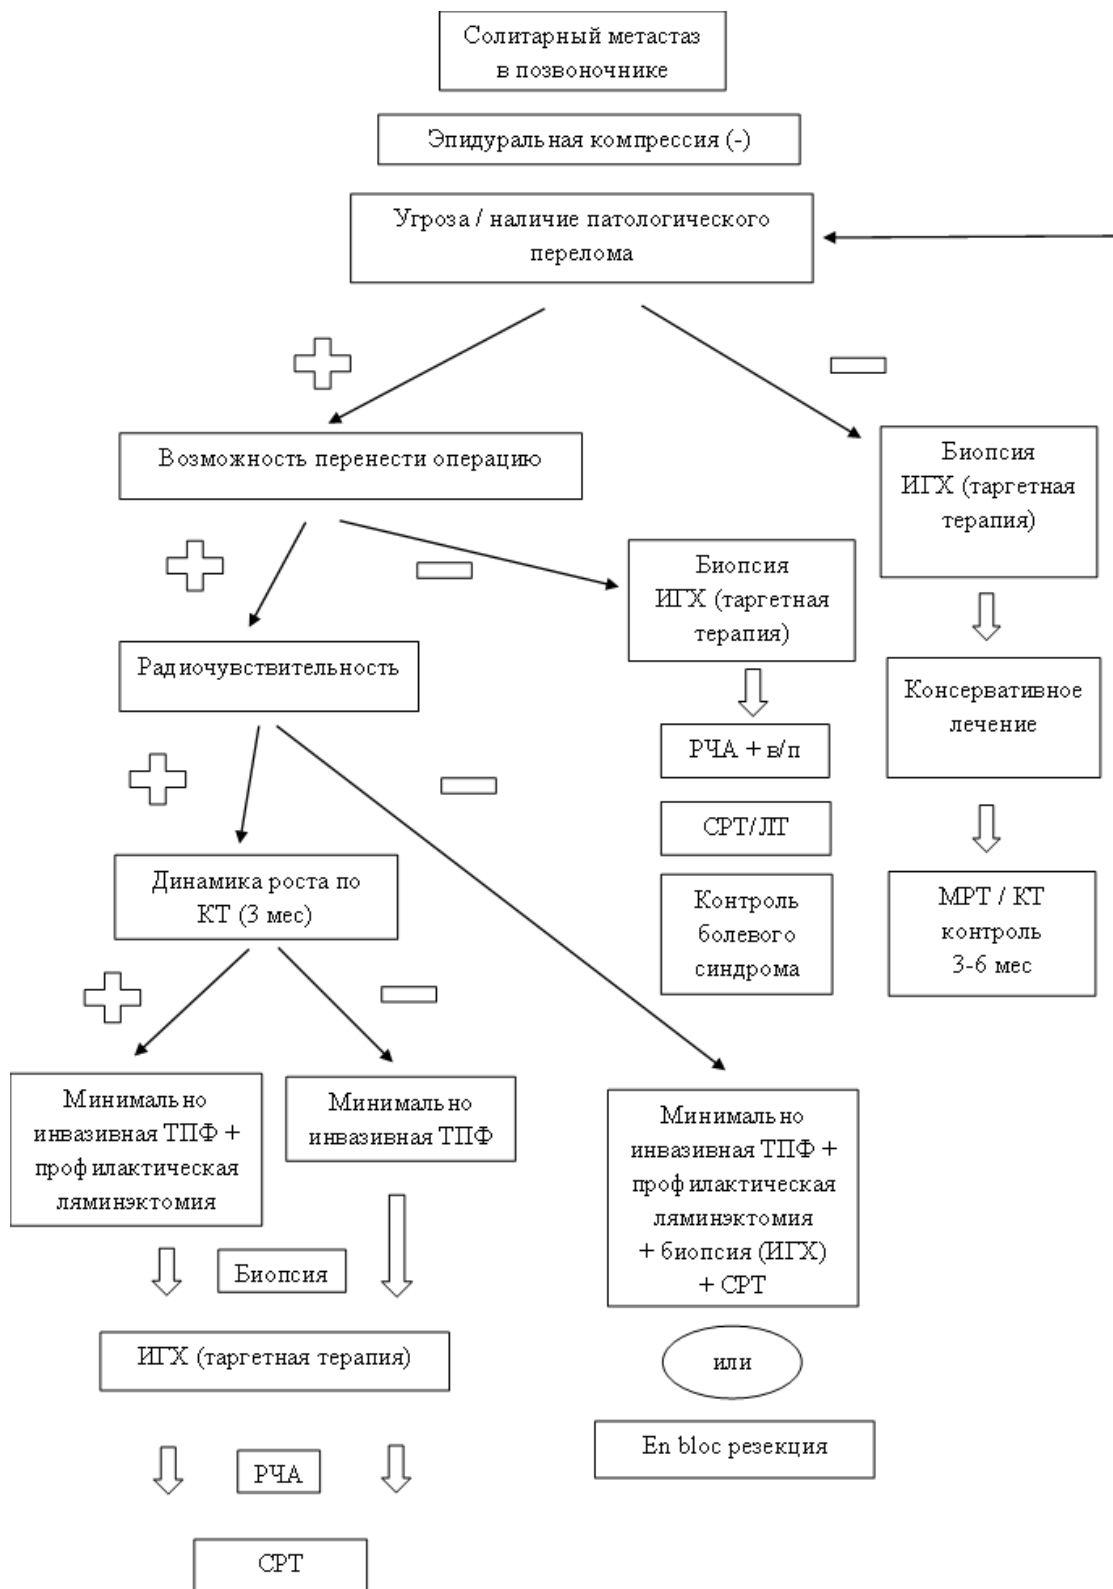 Солитарный метастаз
в позвоночнике
Эпидуральная компрессия (-)
Угроза / наличие патологического
перелома
Возможность перенести операцию
Биопсия
ИГХ (таргетная
терапия)
Биопсия
ИГХ (таргетная
терапия)
Радиочувствительность
Консервативное
лечение
РЧА + в/п
СРТ/ЛТ
Динамика роста по
КТ (3 мес)
Контроль
болевого
синдрома
МРТ / КТ
контроль
3-6 мес
Минимально
инвазивная ТПФ +
профилактическая
ляминэктомия
Минимально
инвазивная ТПФ
Минимально
инвазивная ТПФ +
профилактическая
ляминэктомия
+ биопсия (ИГХ)
+ СРТ
Биопсия
ИГХ (таргетная терапия)
или
En bloc резекция
РЧА
СРТ